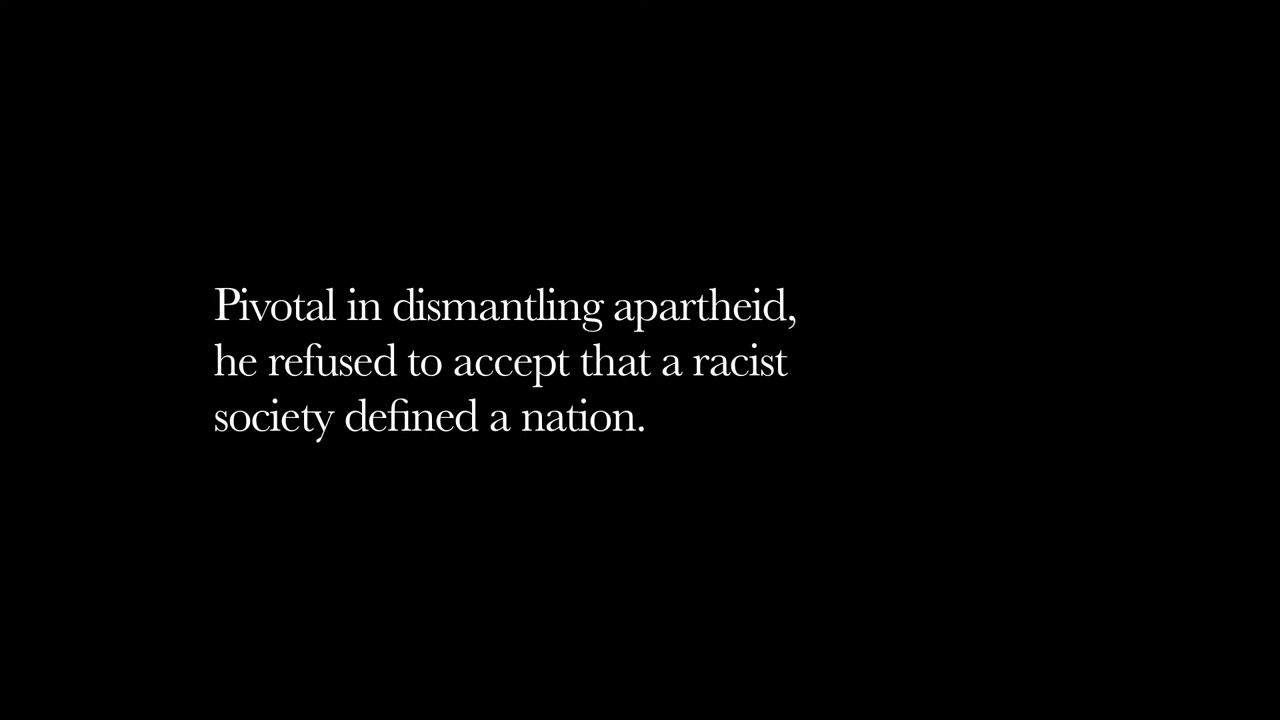 Pivotal in dismantling apartheid,
he refused to accept that a racist
society defined a nation.